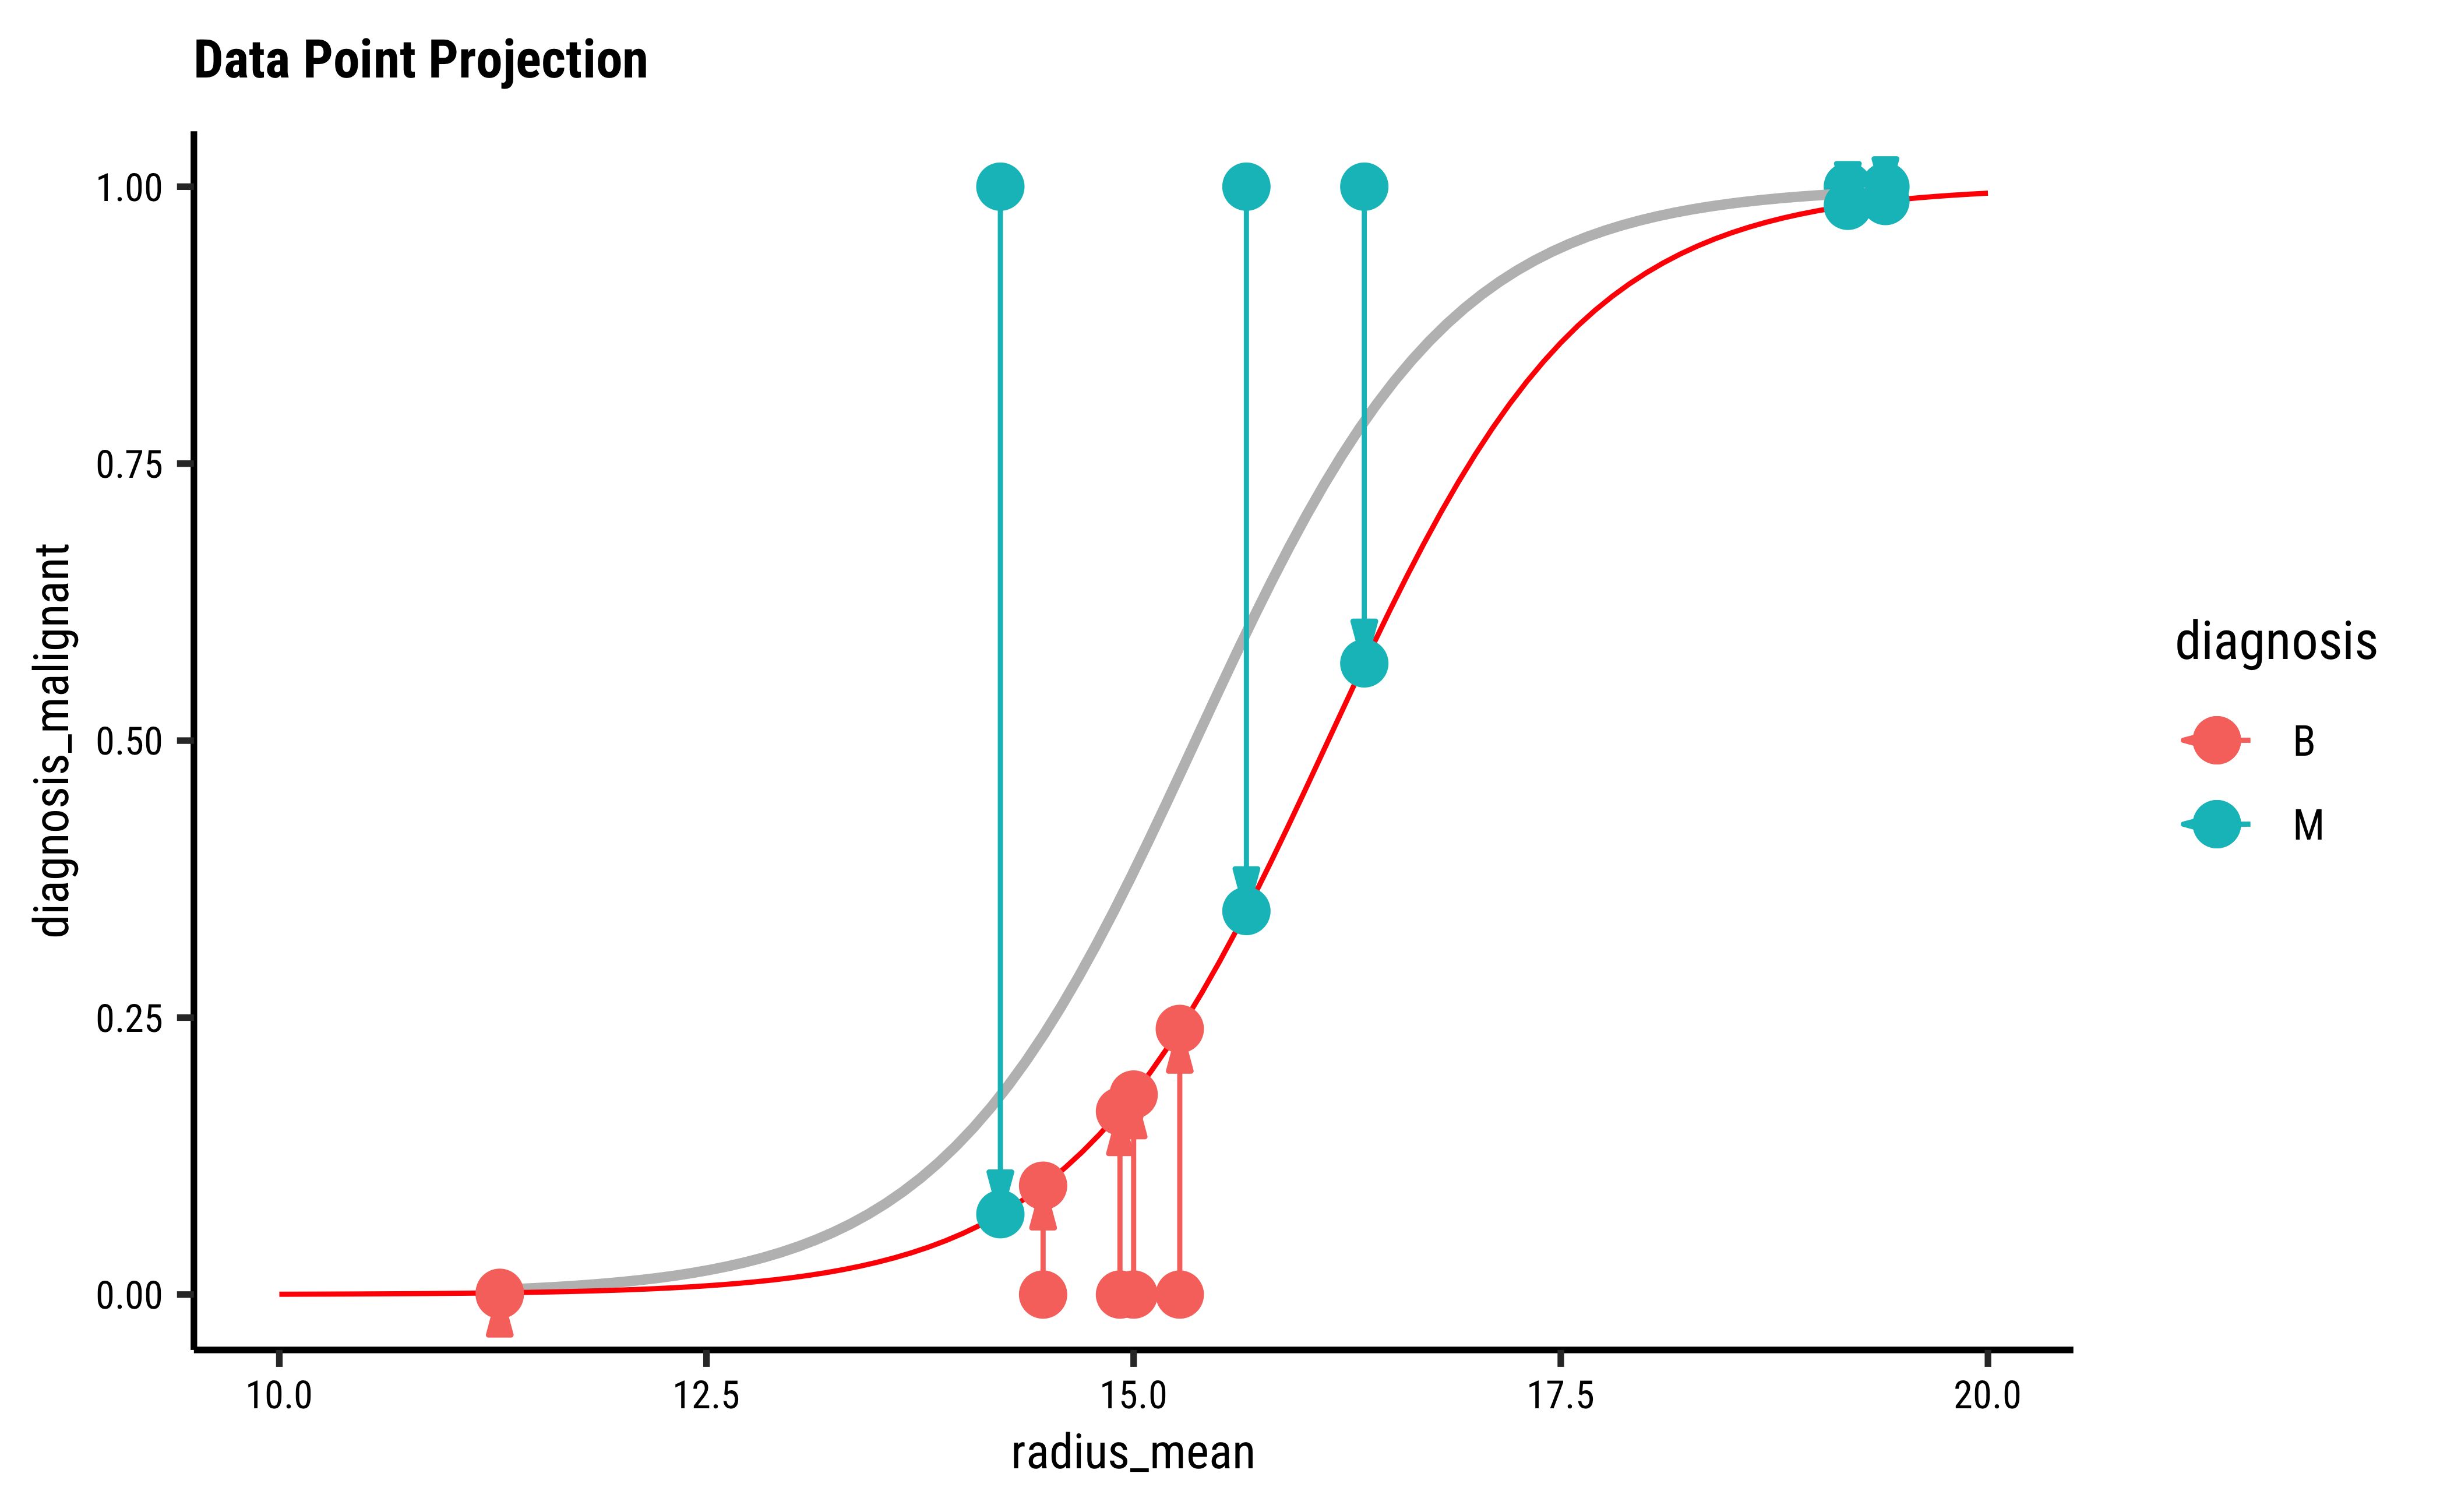 Data Point Projection
1.00
0.75
0.50
0.25
0.00
diagnosis_malignant
10.0
12.5
15.0
17.5
20.0
radius_mean
diagnosis
B
M